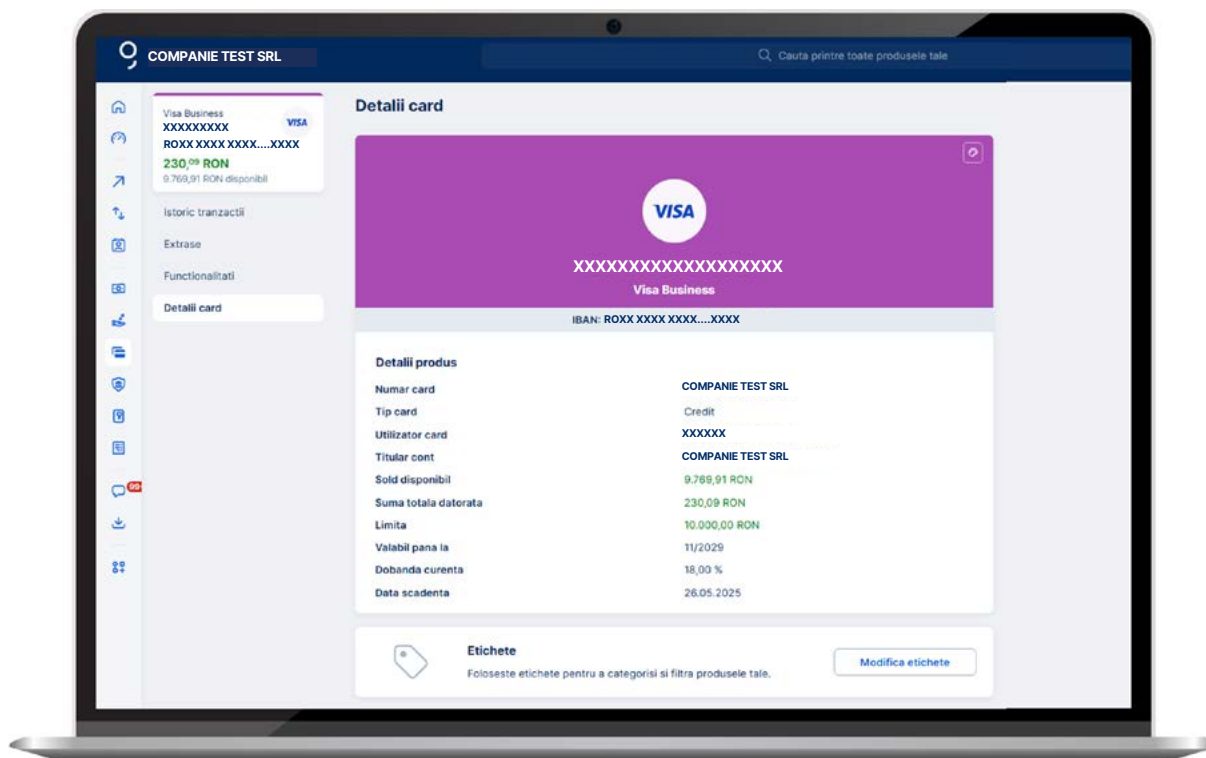 COMPANIE TEST SRL
Cauta printre toate produsele tale
Visa Business
XXXXXXXXX
VISA
ROXX XXXX XXXX....XXXX
230,09 RON
9.769,91 RON disponibil
Istoric tranzactii
Extrase
Functionalitati
Detalii card
Detalii card
VISA
XXXXXXXXXXXXXXXXXXX
Visa Business
IBAN: ROXX XXXX XXXX....XXXX
Detalii produs
Numar card COMPANIE TEST SRL
Tip card Credit
Utilizator card XXXXXX
Titular cont COMPANIE TEST SRL
Sold disponibil 9.769,91 RON
Suma totala datorata 230,09 RON
Limita 10.000,00 RON
Valabil pana la 11/2029
Dobanda curenta 18,00 %
Data scadenta 26.05.2025
99+
Etichete
Foloseste etichete pentru a categorisi si filtra produsele tale.
Modifica etichete